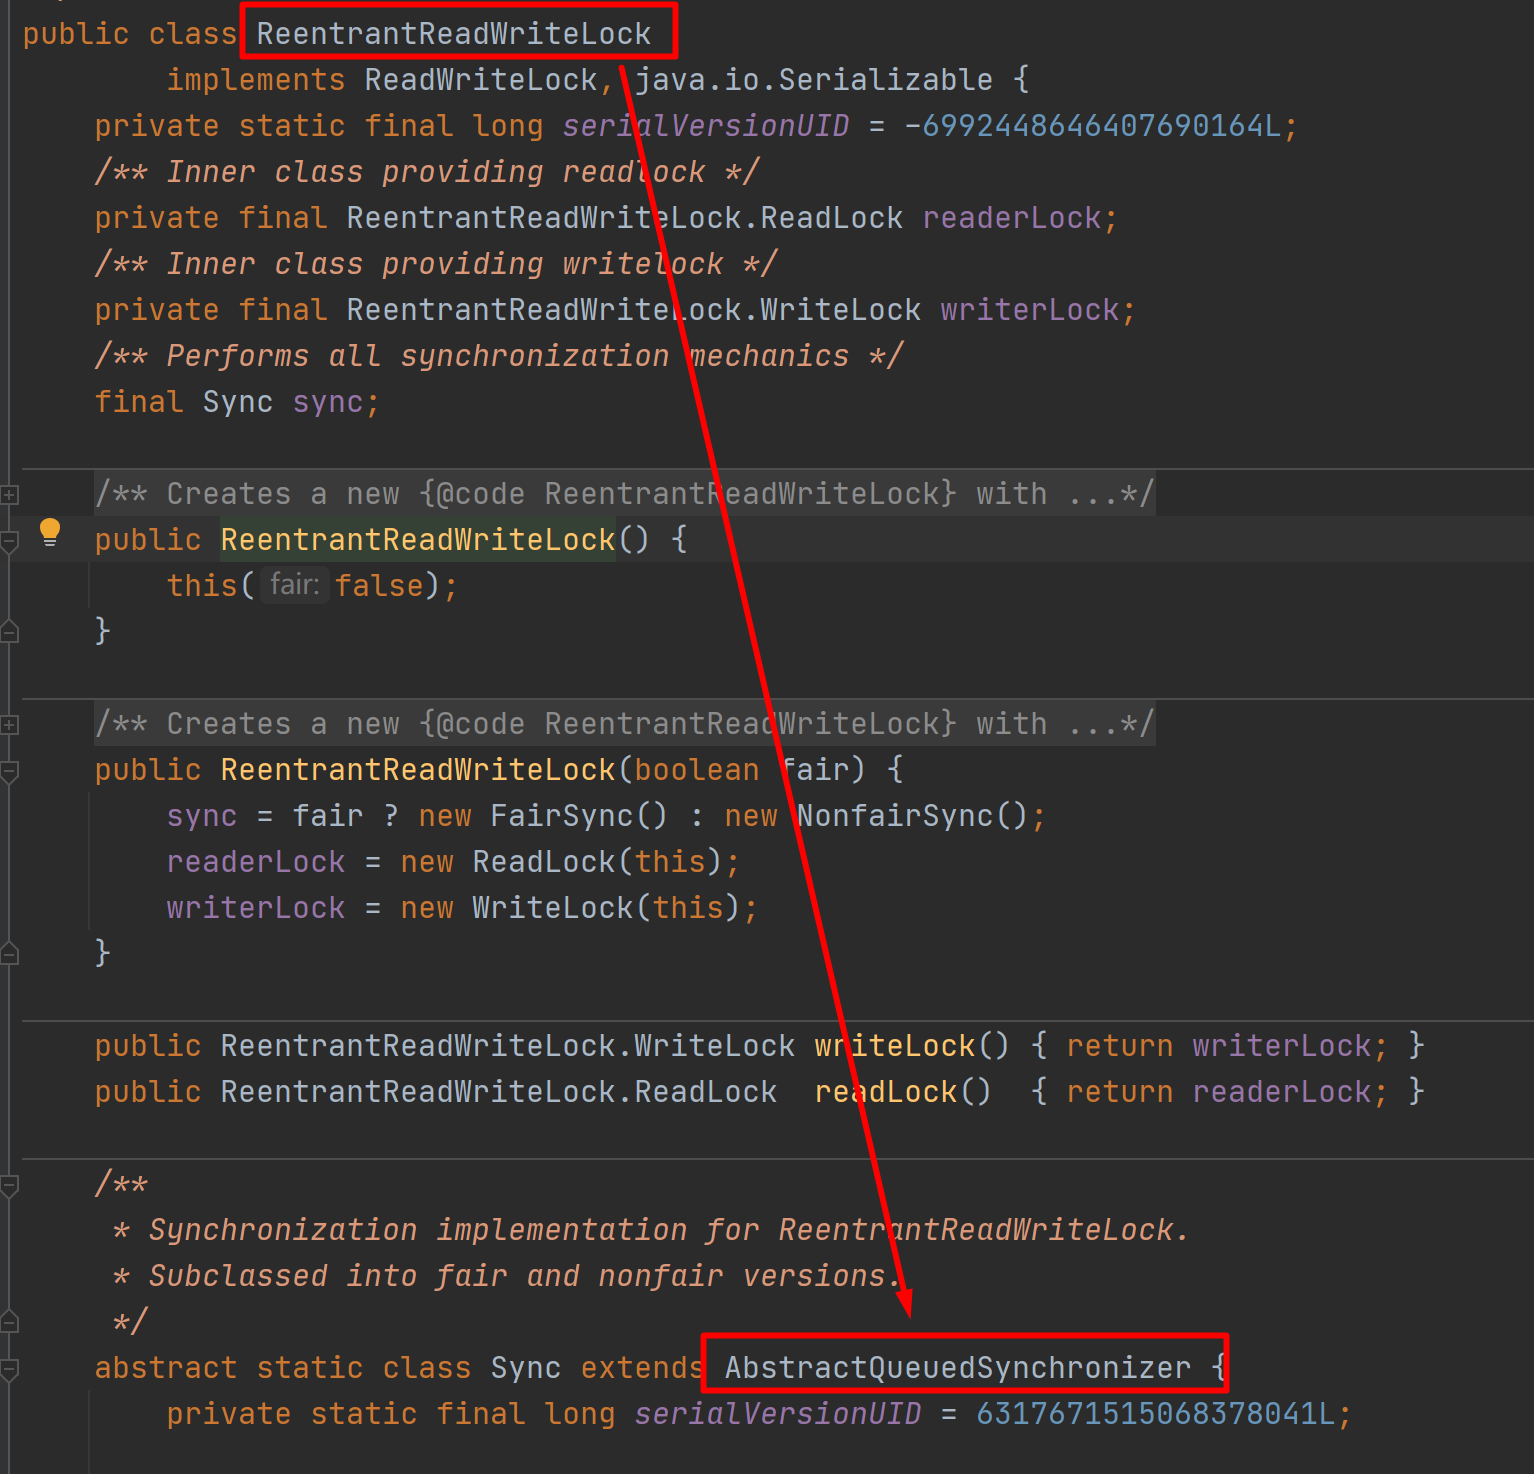 public class ReentrantReadWriteLock
        implements ReadWriteLock, java.io.Serializable {
    private static final long serialVersionUID = -6992448646407690164L;
    /** Inner class providing readlock */
    private final ReentrantReadWriteLock.ReadLock readerLock;
    /** Inner class providing writelock */
    private final ReentrantReadWriteLock.WriteLock writerLock;
    /** Performs all synchronization mechanics */
    final Sync sync;
    /** Creates a new {@code ReentrantReadWriteLock} with ...*/
    public ReentrantReadWriteLock() {
        this( fair: false);
    }
    /** Creates a new {@code ReentrantReadWriteLock} with ...*/
    public ReentrantReadWriteLock(boolean fair) {
        sync = fair ? new FairSync() : new NonfairSync();
        readerLock = new ReadLock(this);
        writerLock = new WriteLock(this);
    }
    public ReentrantReadWriteLock.WriteLock writeLock() { return writerLock; }
    public ReentrantReadWriteLock.ReadLock  readLock()  { return readerLock; }
    /**
     * Synchronization implementation for ReentrantReadWriteLock.
     * Subclassed into fair and nonfair versions.
     */
    abstract static class Sync extends AbstractQueuedSynchronizer {
        private static final long serialVersionUID = 6317671515068378041L;